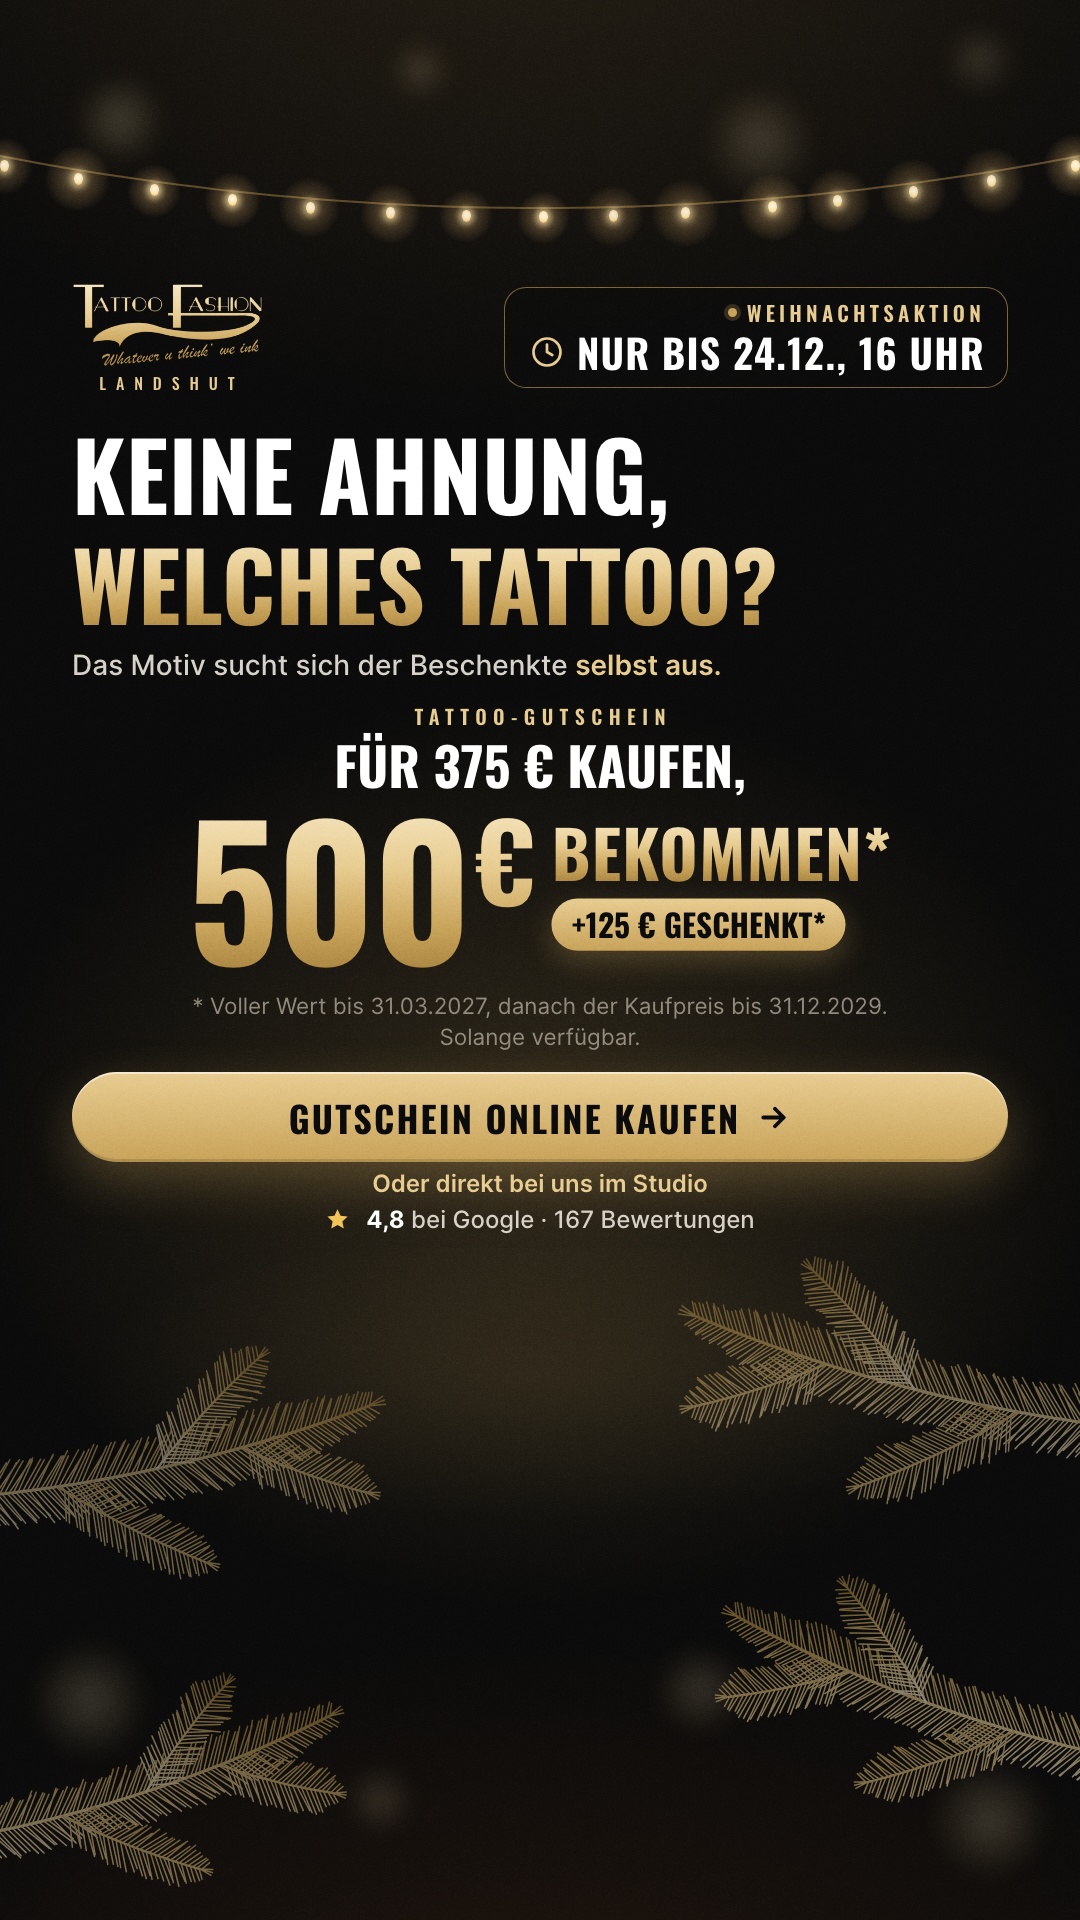 TATTOO FASHION
Whatever u think' we ink
LANDSHUT
WEIHNACHTSAKTION
NUR BIS 24.12., 16 UHR
KEINE AHNUNG,
WELCHES TATTOO?
Das Motiv sucht sich der Beschenkte selbst aus.
TATTOO-GUTSCHEIN
FÜR 375 € KAUFEN,
500€ BEKOMMEN*
+125 € GESCHENKT*
* Voller Wert bis 31.03.2027, danach der Kaufpreis bis 31.12.2029.
Solange verfügbar.
GUTSCHEIN ONLINE KAUFEN →
Oder direkt bei uns im Studio
4,8 bei Google · 167 Bewertungen